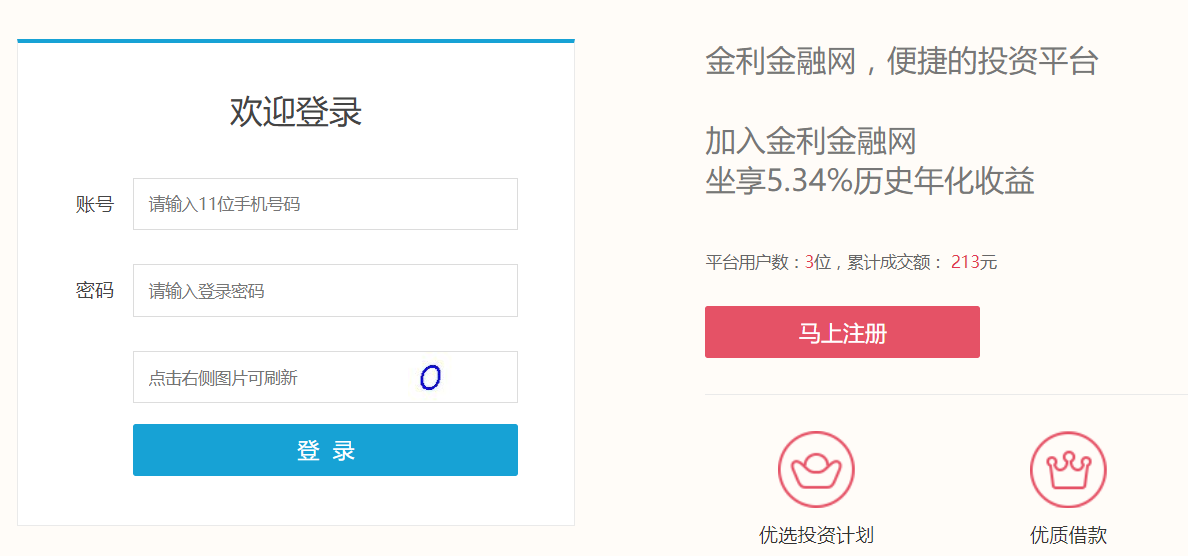 欢迎登录
账号
请输入11位手机号码
密码
请输入登录密码
点击右侧图片可刷新
登 录
金利金融网，便捷的投资平台
加入金利金融网
坐享5.34%历史年化收益
平台用户数：3位，累计成交额： 213元
马上注册
优选投资计划
优质借款